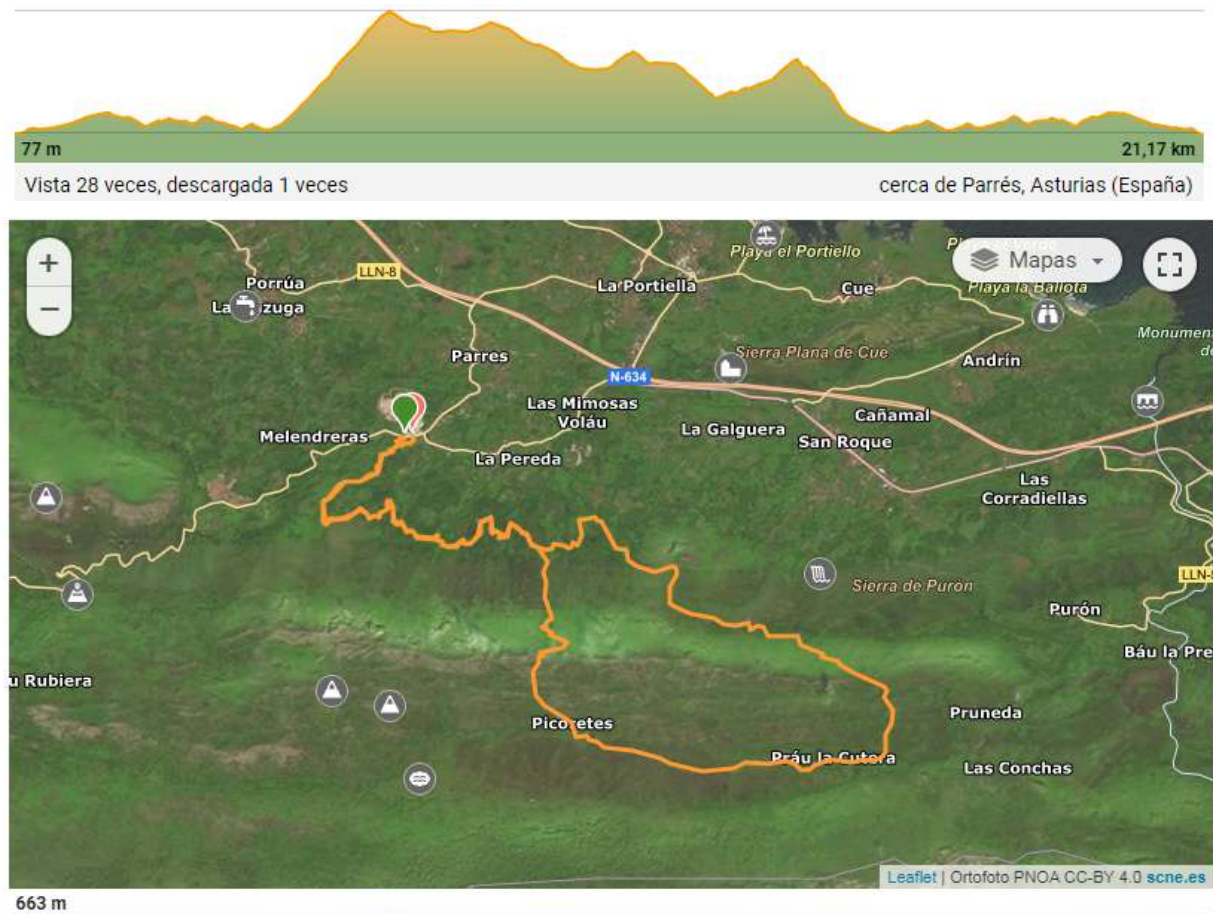 77 m
21,17 km
Vista 28 veces, descargada 1 veces
cerca de Parrés, Asturias (España)
+
−
Mapas
Playa el Portiello
Porrúa
LLN-8
La Portiella
Cue
Playa la Ballota
Parres
Sierra Plana de Cue
Andrín
N-634
Las Mimosas
Voláu
Cañamal
Melendreras
La Galguera
San Roque
La Pereda
Las
Corradiellas
Sierra de Purón
Purón
Báu la Pre
u Rubiera
Picoretes
Pruneda
Práu la Cutera
Las Conchas
Leaflet | Ortofoto PNOA CC-BY 4.0 scne.es
663 m